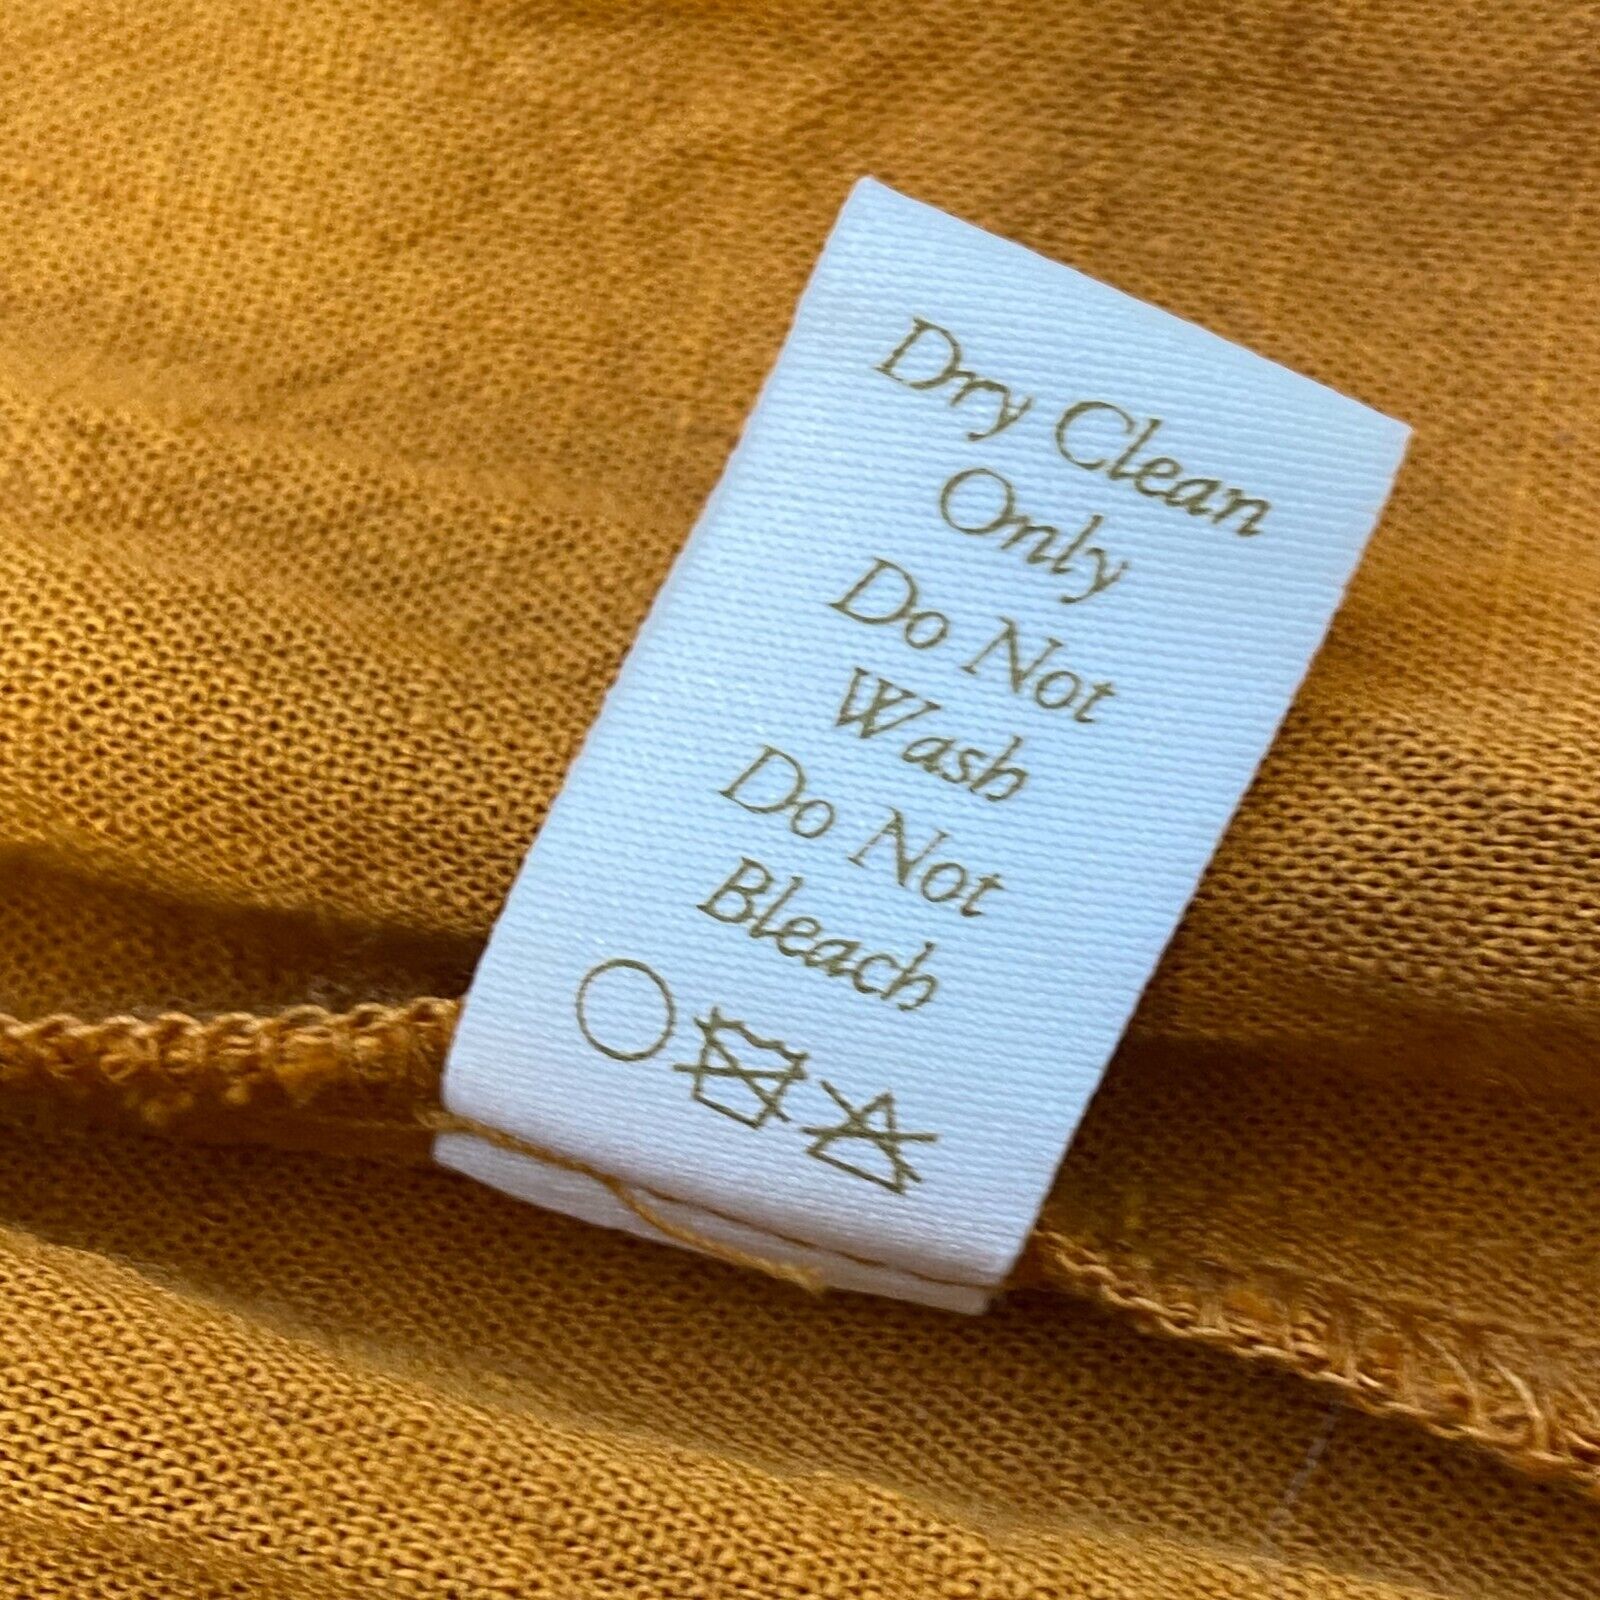 Dry Clean
Only
Do Not
Wash
Do Not
Bleach